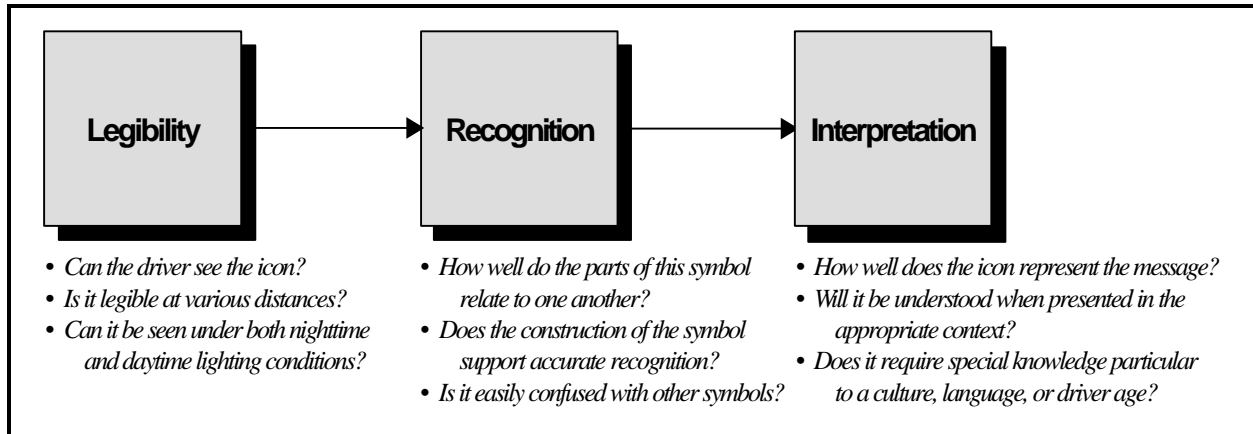 Legibility
Recognition
Interpretation
• Can the driver see the icon?
• Is it legible at various distances?
• Can it be seen under both nighttime
and daytime lighting conditions?
• How well do the parts of this symbol
relate to one another?
• Does the construction of the symbol
support accurate recognition?
• Is it easily confused with other symbols?
• How well does the icon represent the message?
• Will it be understood when presented in the
appropriate context?
• Does it require special knowledge particular
to a culture, language, or driver age?